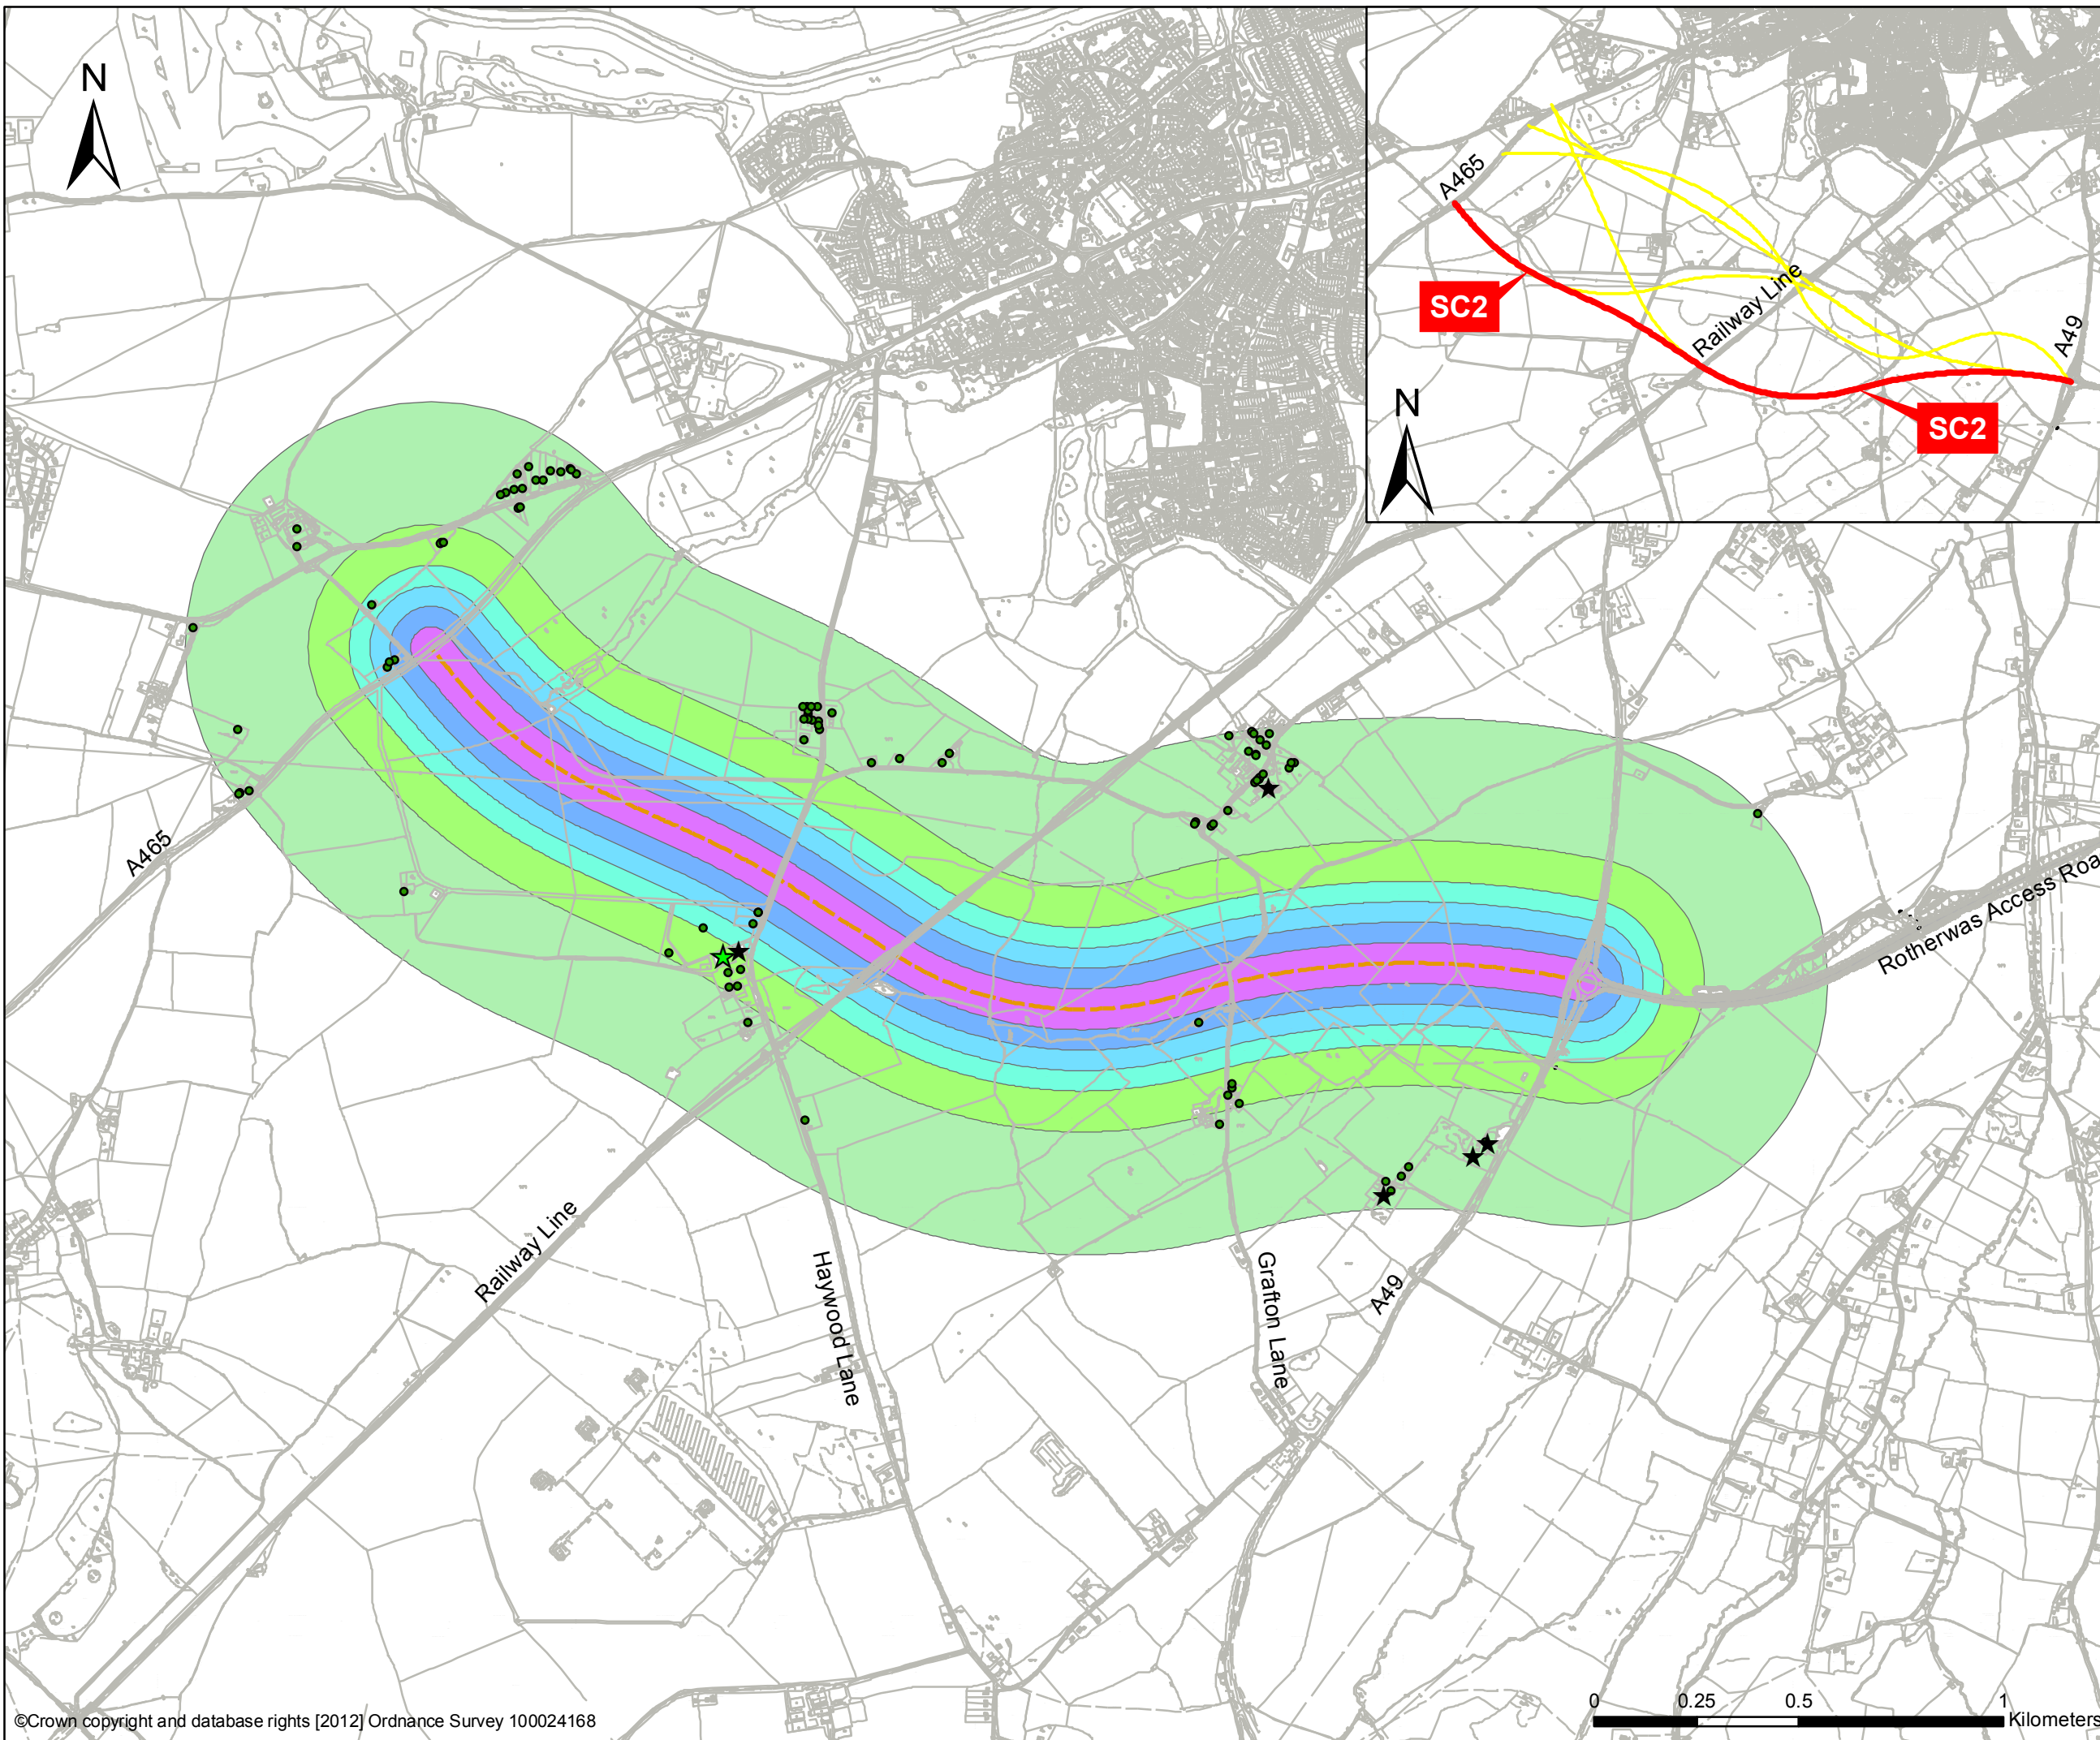 N
A465
SC2
Railway Line
A49
SC2
N
A465
Rotherwas Access Roa
Railway Line
Haywood Lane
Grafton Lane
A49
0 0.25 0.5 1
Kilometers
©Crown copyright and database rights [2012] Ordnance Survey 100024168